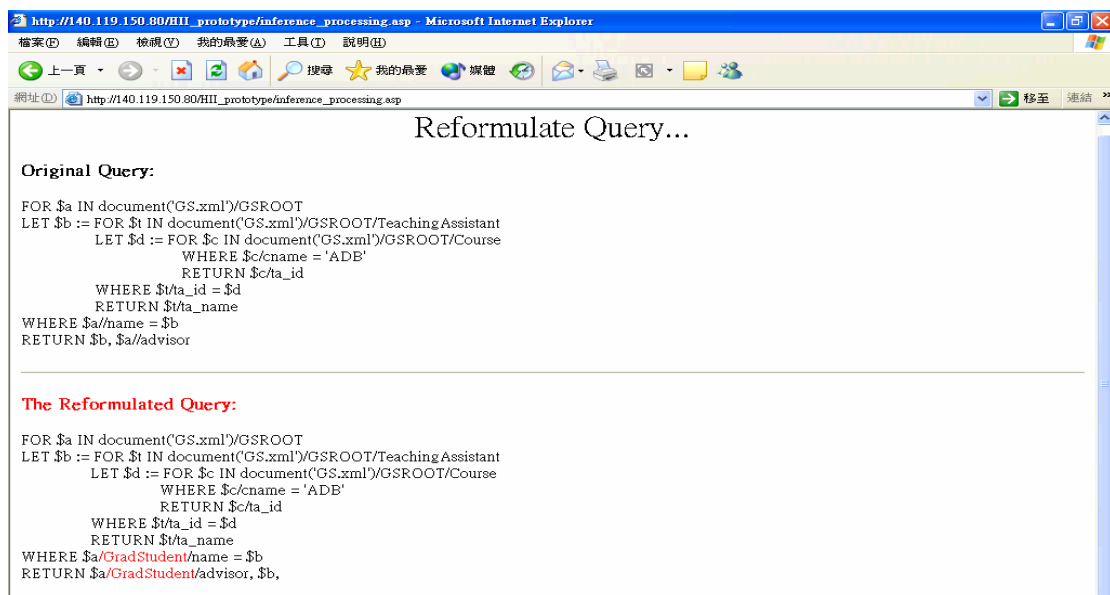 http://140.119.150.80/HII_prototype/inference_processing.asp - Microsoft Internet Explorer
檔案(F) 編輯(E) 檢視(V) 我的最愛(A) 工具(T) 說明(H)
上一頁 搜尋 我的最愛 媒體
網址(D) http://140.119.150.80/HII_prototype/inference_processing.asp 移至 連結 »
Reformulate Query...
Original Query:
FOR $a IN document('GS.xml')/GSROOT
LET $b := FOR $t IN document('GS.xml')/GSROOT/TeachingAssistant
LET $d := FOR $c IN document('GS.xml')/GSROOT/Course
WHERE $c/cname = 'ADB'
RETURN $c/ta_id
WHERE $t/ta_id = $d
RETURN $t/ta_name
WHERE $a//name = $b
RETURN $b, $a//advisor
The Reformulated Query:
FOR $a IN document('GS.xml')/GSROOT
LET $b := FOR $t IN document('GS.xml')/GSROOT/TeachingAssistant
LET $d := FOR $c IN document('GS.xml')/GSROOT/Course
WHERE $c/cname = 'ADB'
RETURN $c/ta_id
WHERE $t/ta_id = $d
RETURN $t/ta_name
WHERE $a/GradStudent/name = $b
RETURN $a/GradStudent/advisor, $b,